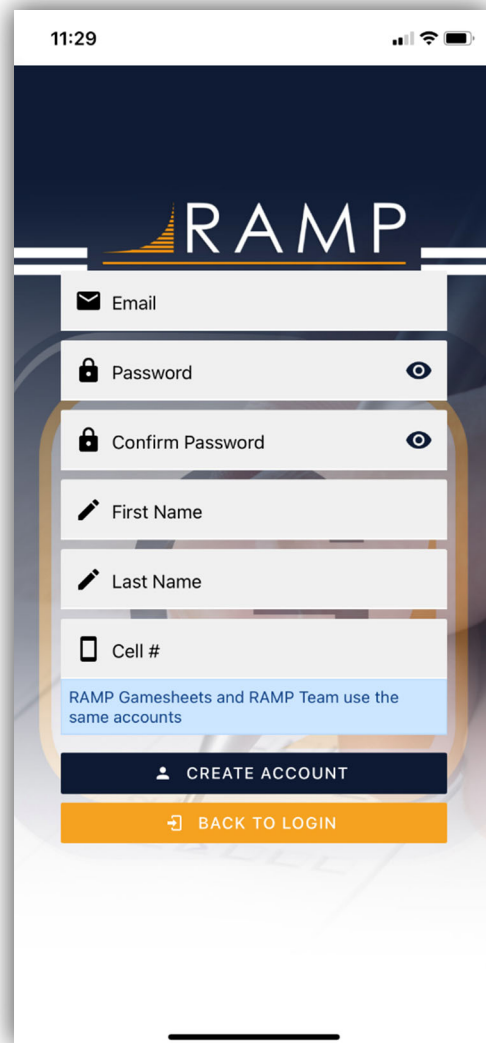 11:29
RAMP
Email
Password
Confirm Password
First Name
Last Name
Cell #
RAMP Gamesheets and RAMP Team use the
same accounts
CREATE ACCOUNT
BACK TO LOGIN